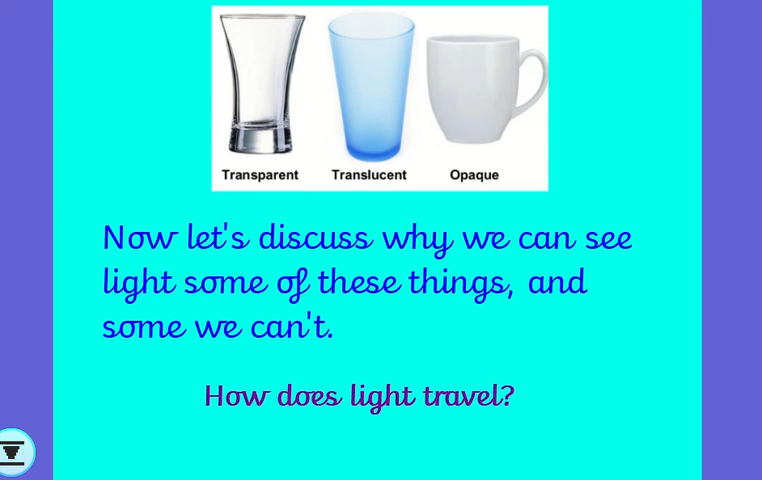 Transparent Translucent Opaque
Now let's discuss why we can see
light some of these things, and
some we can't.
How does light travel?